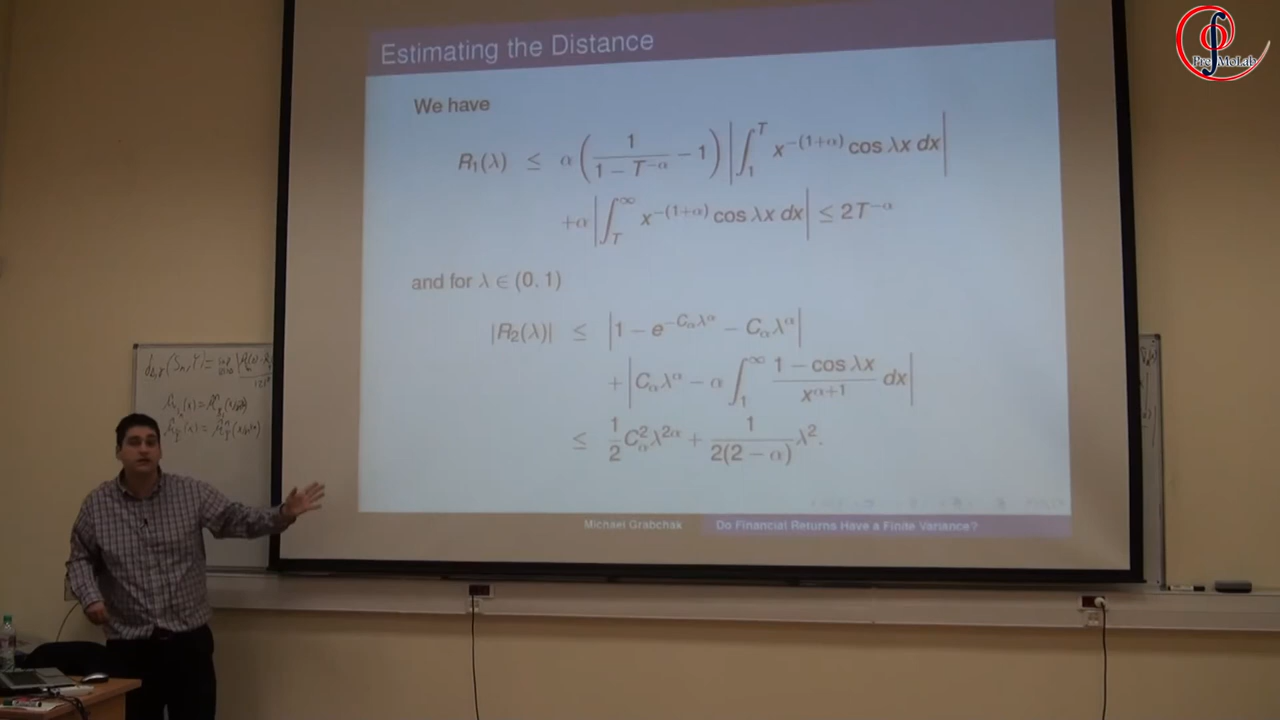 Estimating the Distance
PreMoLab
We have
R₁(λ) ≤ α ( 1 / (1 − T^{−α}) − 1 ) | ∫₁^T x^{−(1+α)} cos λx dx |
+α | ∫_T^∞ x^{−(1+α)} cos λx dx | ≤ 2T^{−α}
and for λ ∈ (0, 1)
|R₂(λ)| ≤ | 1 − e^{−C_α λ^α} − C_α λ^α |
+ | C_α λ^α − α ∫₁^∞ (1 − cos λx) / x^{α+1} dx |
≤ 1/2 C_α² λ^{2α} + 1 / (2(2 − α)) λ².
Michael Grabchak Do Financial Returns Have a Finite Variance?